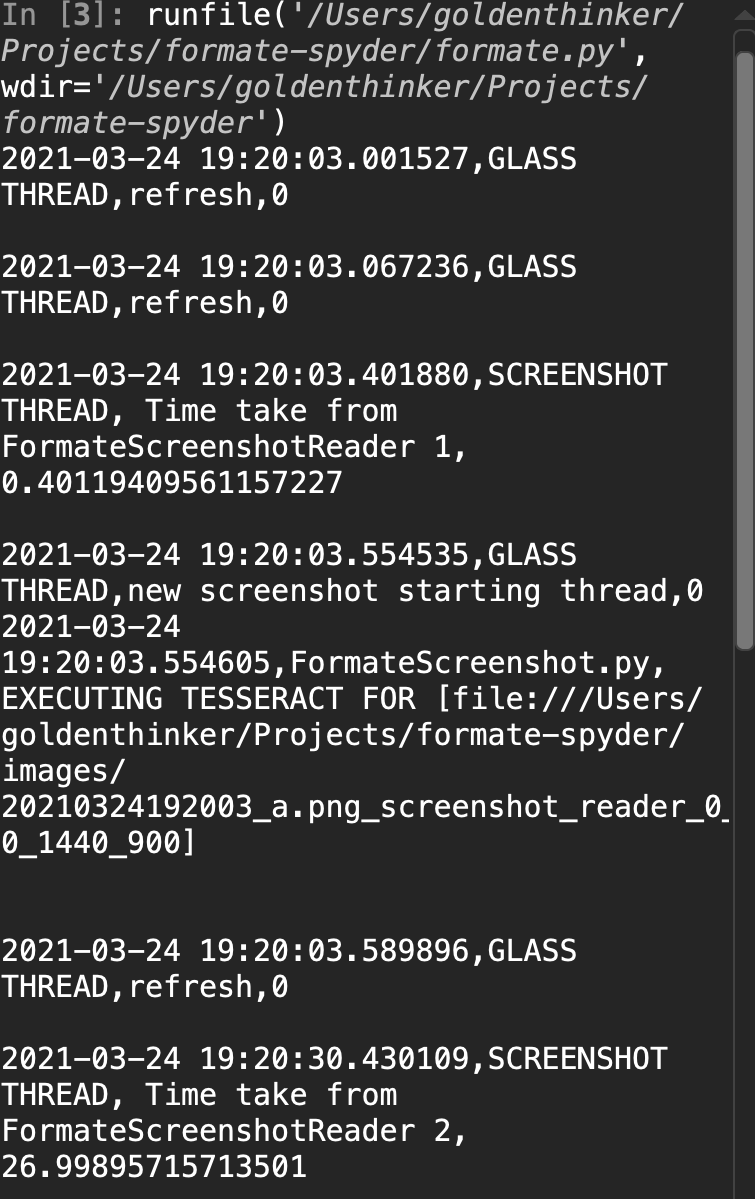 In [3]: runfile('/Users/goldenthinker/
Projects/formate-spyder/formate.py',
wdir='/Users/goldenthinker/Projects/
formate-spyder')
2021-03-24 19:20:03.001527,GLASS
THREAD,refresh,0
2021-03-24 19:20:03.067236,GLASS
THREAD,refresh,0
2021-03-24 19:20:03.401880,SCREENSHOT
THREAD, Time take from
FormateScreenshotReader 1,
0.40119409561157227
2021-03-24 19:20:03.554535,GLASS
THREAD,new screenshot starting thread,0
2021-03-24
19:20:03.554605,FormateScreenshot.py,
EXECUTING TESSERACT FOR [file:///Users/
goldenthinker/Projects/formate-spyder/
images/
20210324192003_a.png_screenshot_reader_0_
0_1440_900]
2021-03-24 19:20:03.589896,GLASS
THREAD,refresh,0
2021-03-24 19:20:30.430109,SCREENSHOT
THREAD, Time take from
FormateScreenshotReader 2,
26.99895715713501